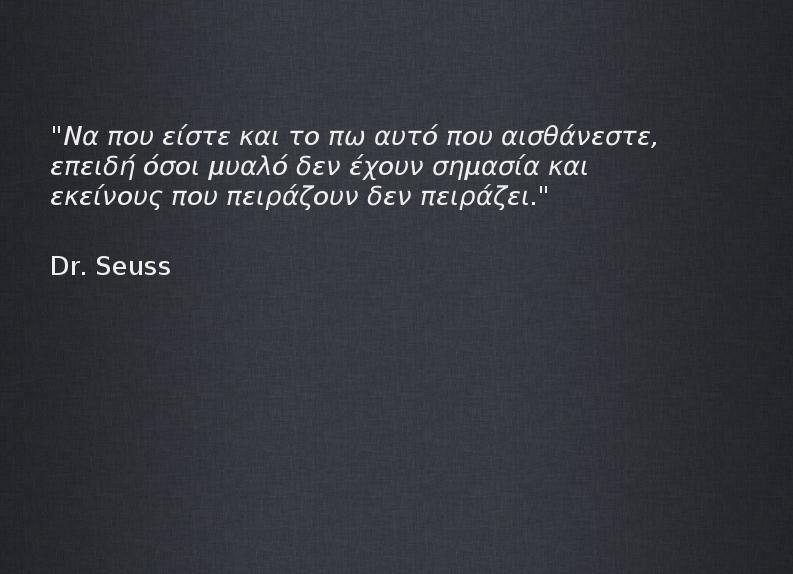 "Να που είστε και το πω αυτό που αισθάνεστε,
επειδή όσοι μυαλό δεν έχουν σημασία και
εκείνους που πειράζουν δεν πειράζει."
Dr. Seuss